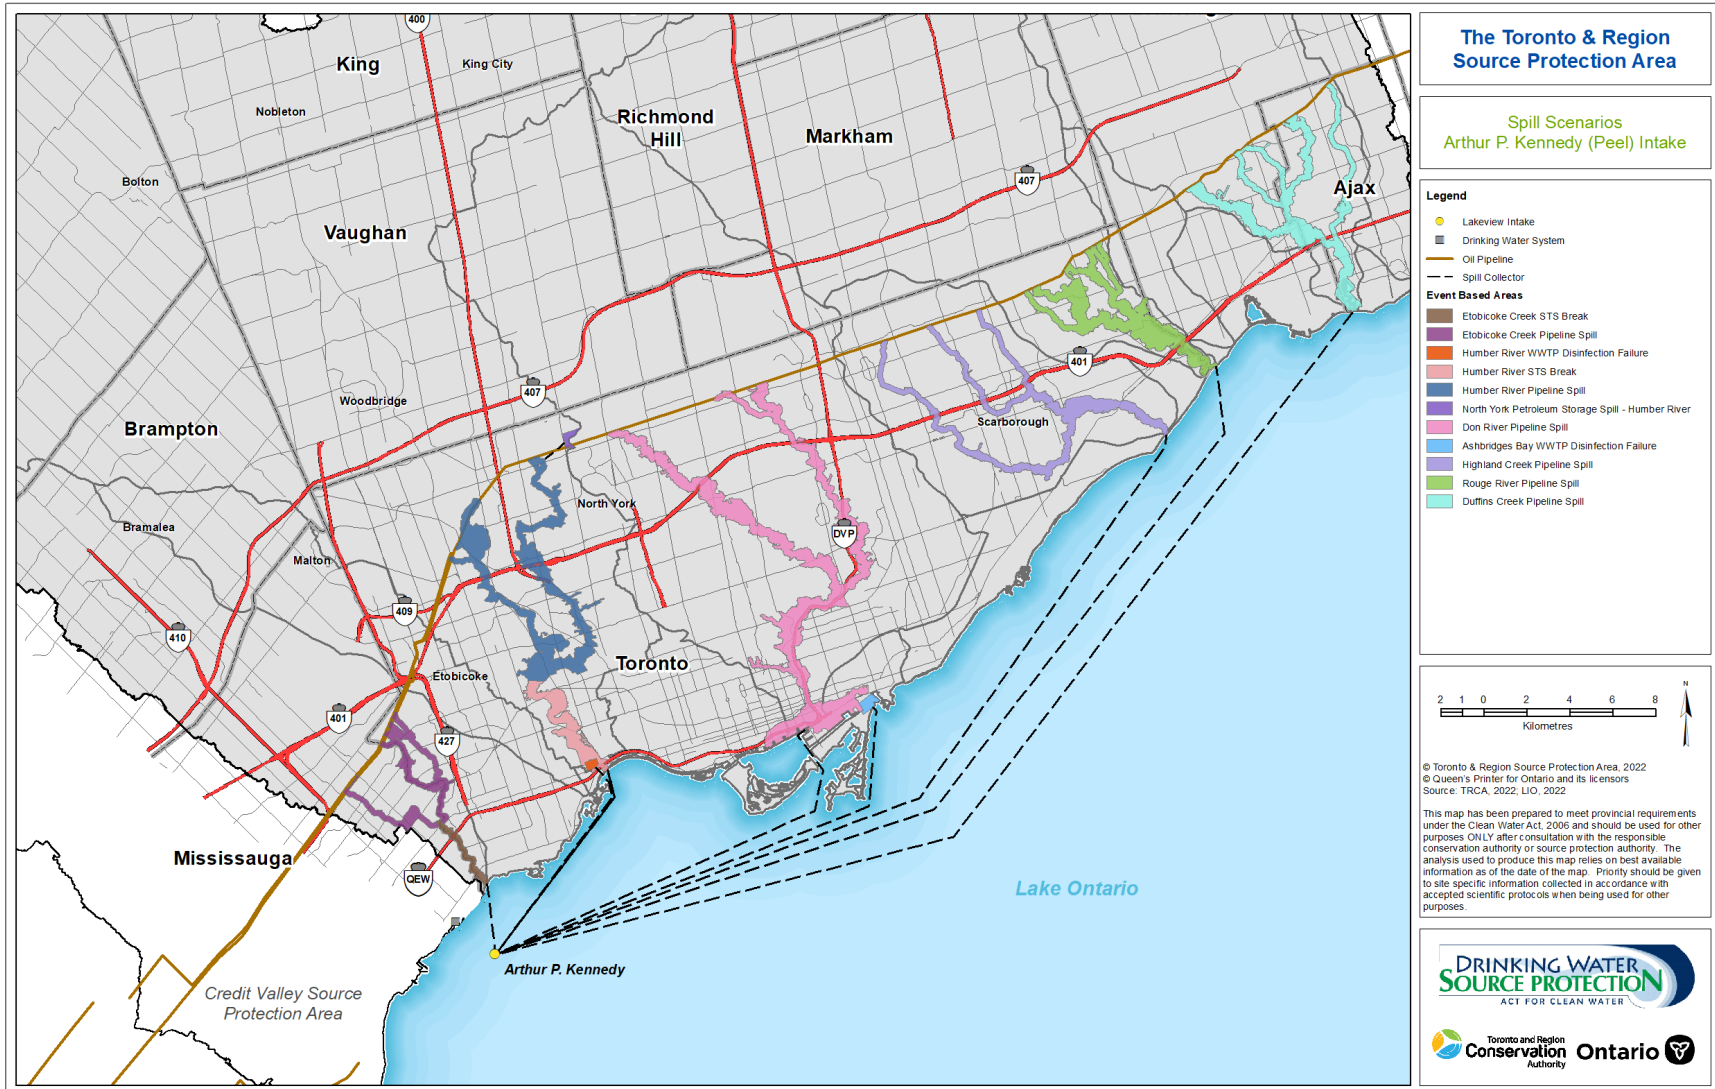 The Toronto & Region
Source Protection Area
Spill Scenarios
Arthur P. Kennedy (Peel) Intake
Legend
Lakeview Intake
Drinking Water System
Oil Pipeline
Spill Collector
Event Based Areas
Etobicoke Creek STS Break
Etobicoke Creek Pipeline Spill
Humber River WWTP Disinfection Failure
Humber River STS Break
Humber River Pipeline Spill
North York Petroleum Storage Spill - Humber River
Don River Pipeline Spill
Ashbridges Bay WWTP Disinfection Failure
Highland Creek Pipeline Spill
Rouge River Pipeline Spill
Duffins Creek Pipeline Spill
2 1 0 2 4 6 8
Kilometres
N
© Toronto & Region Source Protection Area, 2022
© Queen's Printer for Ontario and its licensors
Source: TRCA, 2022; LIO, 2022
This map has been prepared to meet provincial requirements
under the Clean Water Act, 2006 and should be used for other
purposes ONLY after consultation with the responsible
conservation authority or source protection authority. The
analysis used to produce this map relies on best available
information as of the date of the map. Priority should be given
to site specific information collected in accordance with
accepted scientific protocols when being used for other
purposes.
DRINKING WATER
SOURCE PROTECTION
ACT FOR CLEAN WATER
Toronto and Region
Conservation
Authority
Ontario
400
King
King City
Nobleton
Richmond
Hill
Markham
Bolton
407
Ajax
Vaughan
401
407
Woodbridge
Brampton
Scarborough
North York
Bramalea
DVP
Malton
409
410
Toronto
Etobicoke
401
427
Mississauga
QEW
Lake Ontario
Arthur P. Kennedy
Credit Valley Source
Protection Area